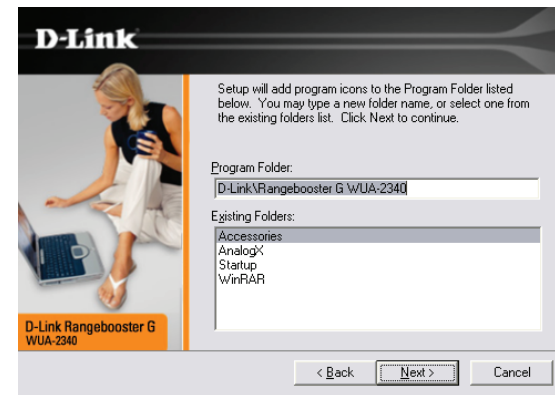 D-Link
Setup will add program icons to the Program Folder listed
below. You may type a new folder name, or select one from
the existing folders list. Click Next to continue.
Program Folder:
D-Link\Rangebooster G WUA-2340
Existing Folders:
Accessories
AnalogX
Startup
WinRAR
D-Link Rangebooster G
WUA-2340
< Back
Next >
Cancel